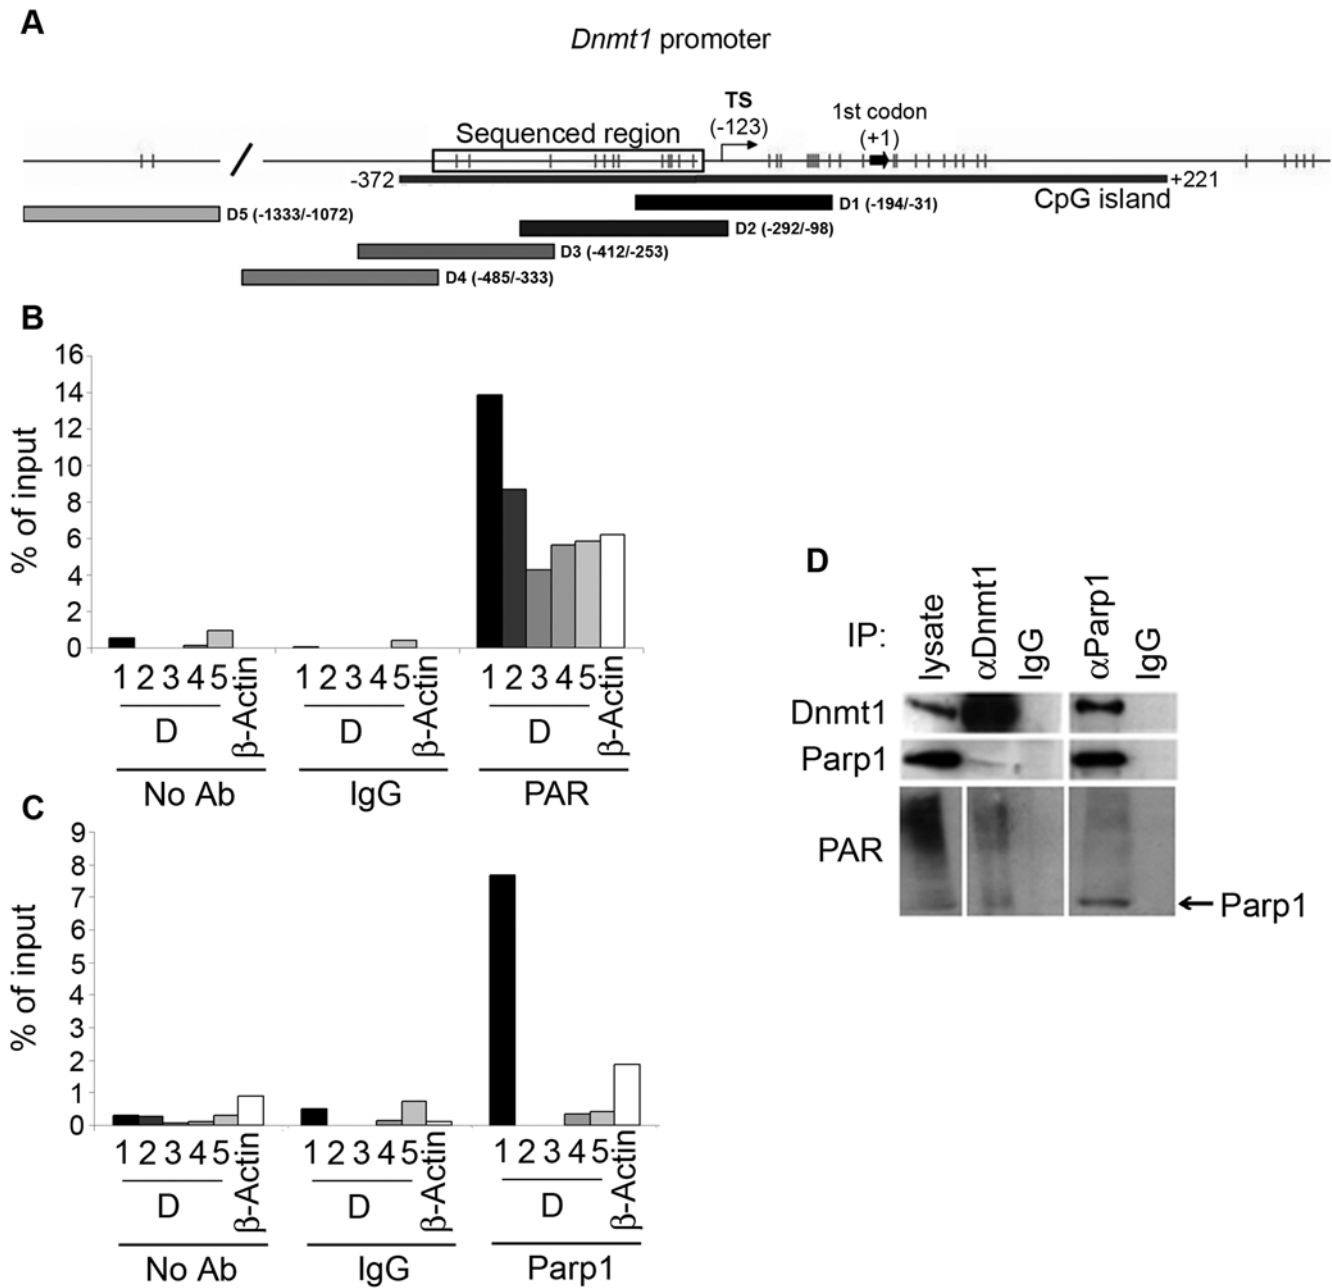 A
Dnmt1 promoter
TS
(-123)
1st codon
(+1)
Sequenced region
-372
+221
CpG island
D5 (-1333/-1072)
D1 (-194/-31)
D2 (-292/-98)
D3 (-412/-253)
D4 (-485/-333)
B
% of input
16
14
12
10
8
6
4
2
0
1 2 3 4 5 β-Actin
D
No Ab
1 2 3 4 5 β-Actin
D
IgG
1 2 3 4 5 β-Actin
D
PAR
C
% of input
9
8
7
6
5
4
3
2
1
0
1 2 3 4 5 β-Actin
D
No Ab
1 2 3 4 5 β-Actin
D
IgG
1 2 3 4 5 β-Actin
D
Parp1
D
IP: lysate αDnmt1 IgG αParp1 IgG
Dnmt1
Parp1
PAR
Parp1